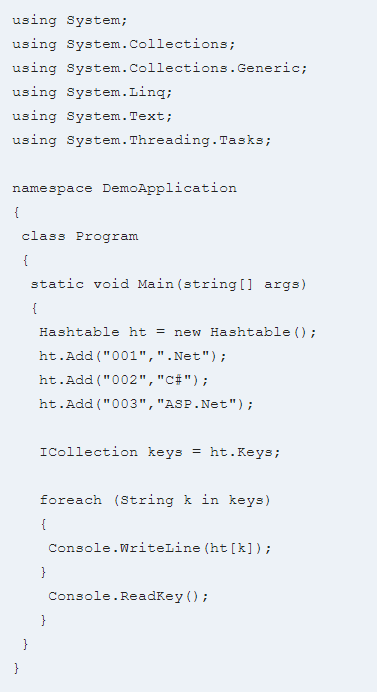 using System;
using System.Collections;
using System.Collections.Generic;
using System.Linq;
using System.Text;
using System.Threading.Tasks;

namespace DemoApplication
{
 class Program
 {
  static void Main(string[] args)
  {
   Hashtable ht = new Hashtable();
   ht.Add("001",".Net");
   ht.Add("002","C#");
   ht.Add("003","ASP.Net");

   ICollection keys = ht.Keys;

   foreach (String k in keys)
   {
    Console.WriteLine(ht[k]);
   }
    Console.ReadKey();
   }
 }
}